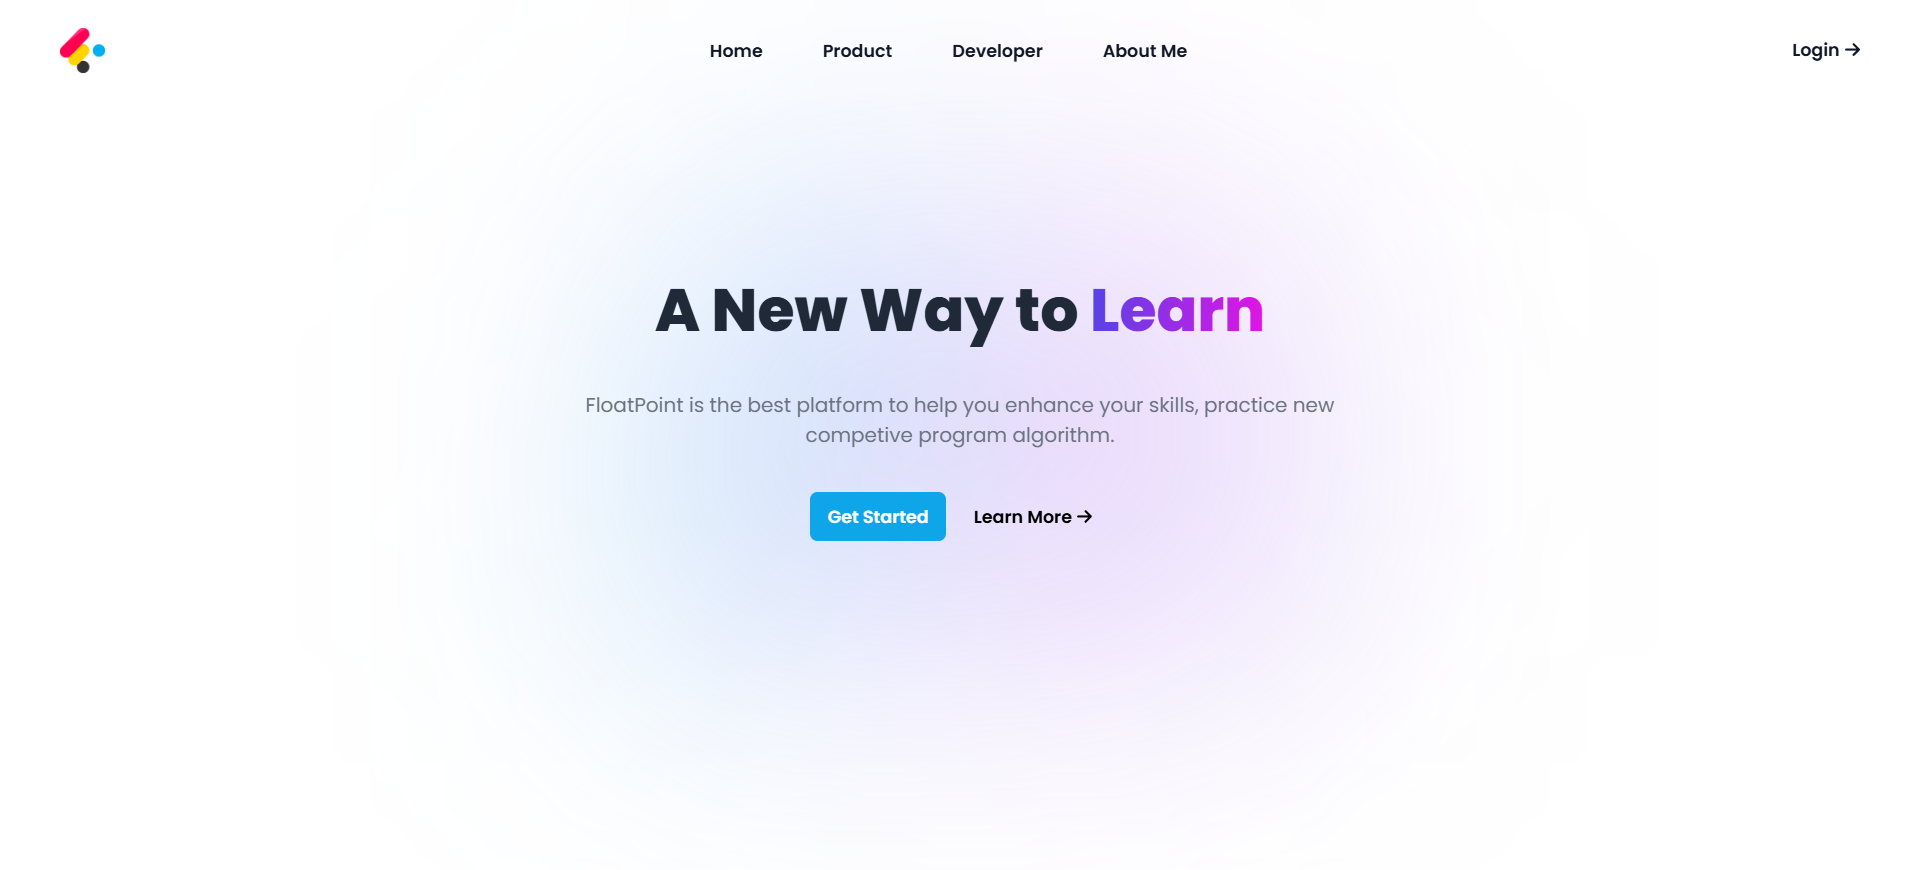 Home Product Developer About Me Login →
A New Way to Learn
FloatPoint is the best platform to help you enhance your skills, practice new
competive program algorithm.
Get Started Learn More →